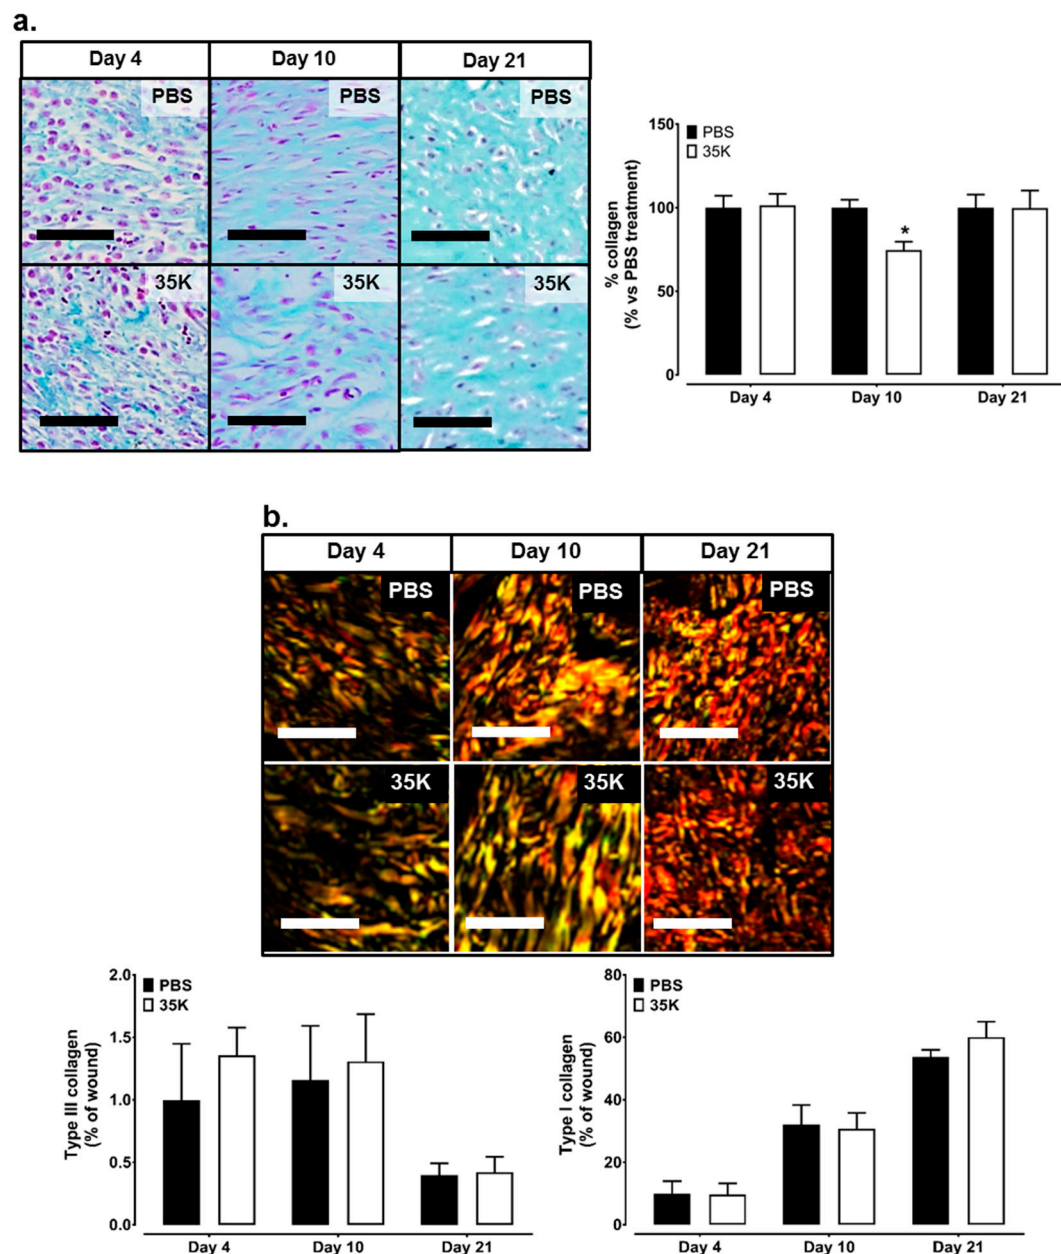 a.
Day 4 Day 10 Day 21
PBS PBS PBS
35K 35K 35K
150
100
50
0
% collagen
(% vs PBS treatment)
PBS
35K
*
Day 4 Day 10 Day 21
b.
Day 4 Day 10 Day 21
PBS PBS PBS
35K 35K 35K
2.0
1.5
1.0
0.5
0.0
Type III collagen
(% of wound)
PBS
35K
Day 4 Day 10 Day 21
80
60
40
20
0
Type I collagen
(% of wound)
PBS
35K
Day 4 Day 10 Day 21